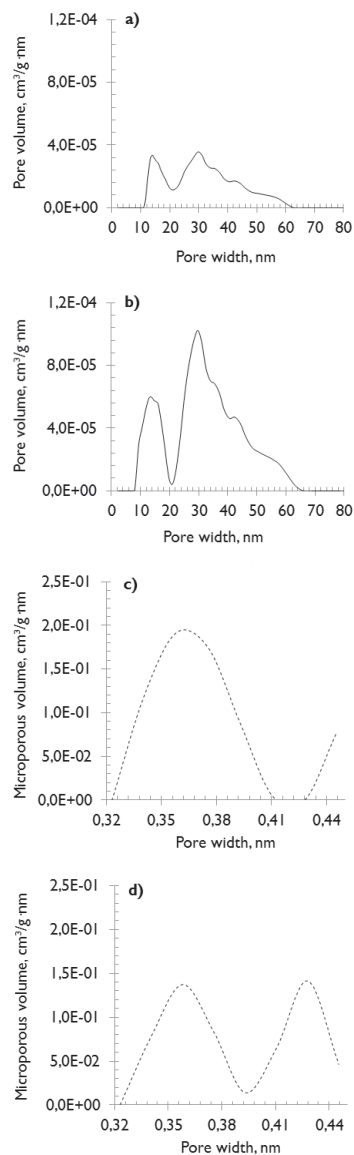 a)
Pore volume, cm³/g·nm
1,2E-04
8,0E-05
4,0E-05
0,0E+00
0 10 20 30 40 50 60 70 80
Pore width, nm
b)
Pore volume, cm³/g·nm
1,2E-04
8,0E-05
4,0E-05
0,0E+00
0 10 20 30 40 50 60 70 80
Pore width, nm
c)
Microporous volume, cm³/g·nm
2,5E-01
2,0E-01
1,5E-01
1,0E-01
5,0E-02
0,0E+00
0,32 0,35 0,38 0,41 0,44
Pore width, nm
d)
Microporous volume, cm³/g·nm
2,5E-01
2,0E-01
1,5E-01
1,0E-01
5,0E-02
0,0E+00
0,32 0,35 0,38 0,41 0,44
Pore width, nm